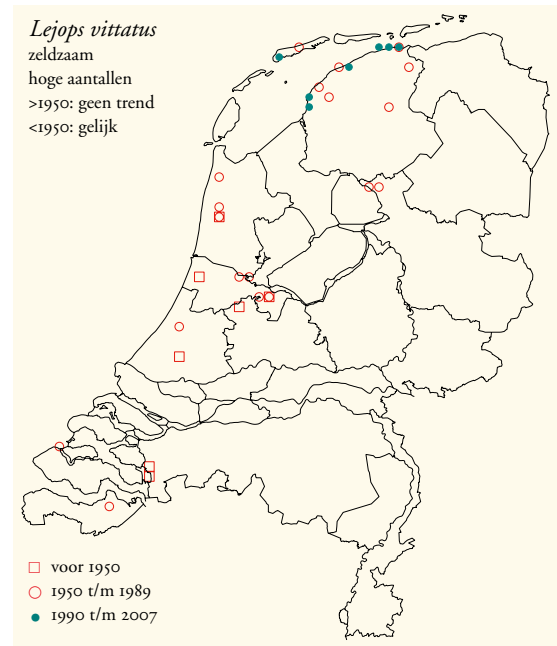 Lejops vittatus
zeldzaam
hoge aantallen
>1950: geen trend
<1950: gelijk
voor 1950
1950 t/m 1989
1990 t/m 2007